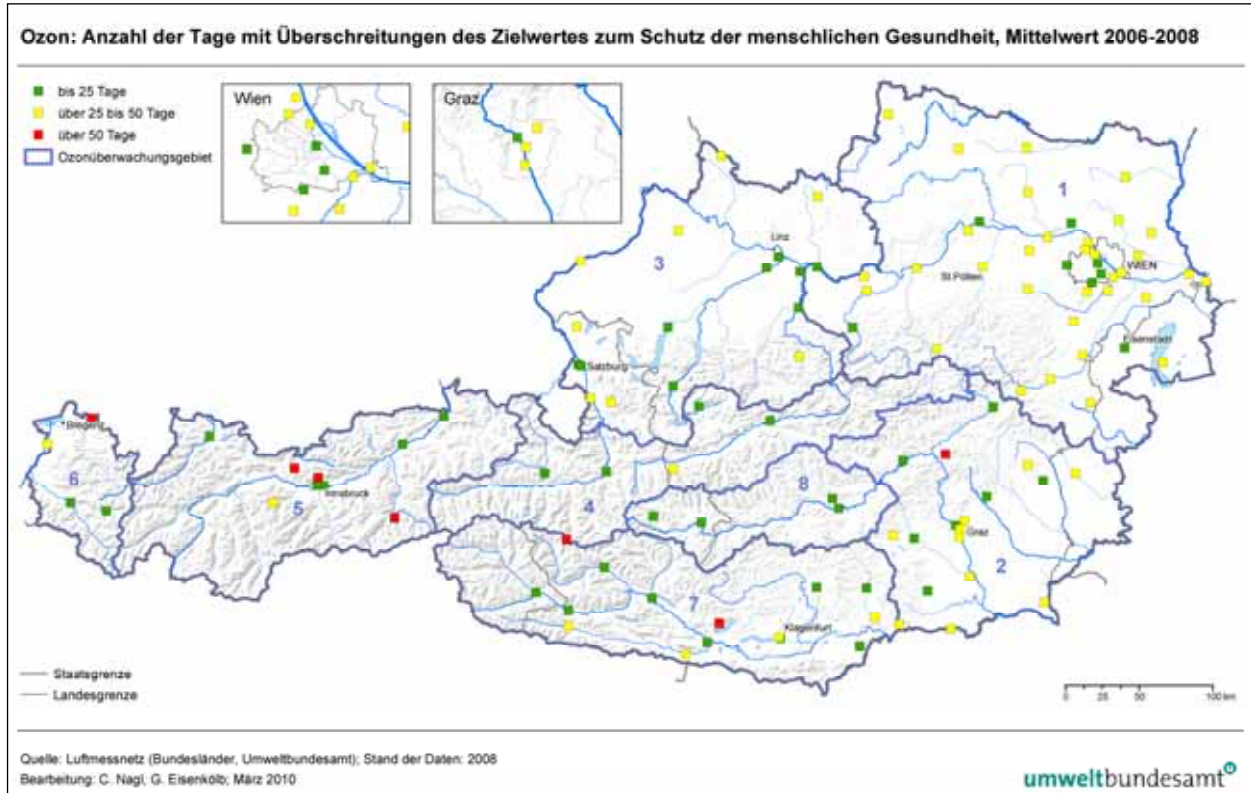 Ozon: Anzahl der Tage mit Überschreitungen des Zielwertes zum Schutz der menschlichen Gesundheit, Mittelwert 2006-2008
bis 25 Tage
über 25 bis 50 Tage
über 50 Tage
Ozonüberwachungsgebiet
Wien
Graz
1
Linz
3
WIEN
St.Pölten
Eisenstadt
Salzburg
Bregenz
6
8
4
Innsbruck
5
Graz
2
7
Klagenfurt
Staatsgrenze
Landesgrenze
0 25 50 100 km
Quelle: Luftmessnetz (Bundesländer, Umweltbundesamt); Stand der Daten: 2008
Bearbeitung: C. Nagl, G. Eisenkölb; März 2010
umweltbundesamt u